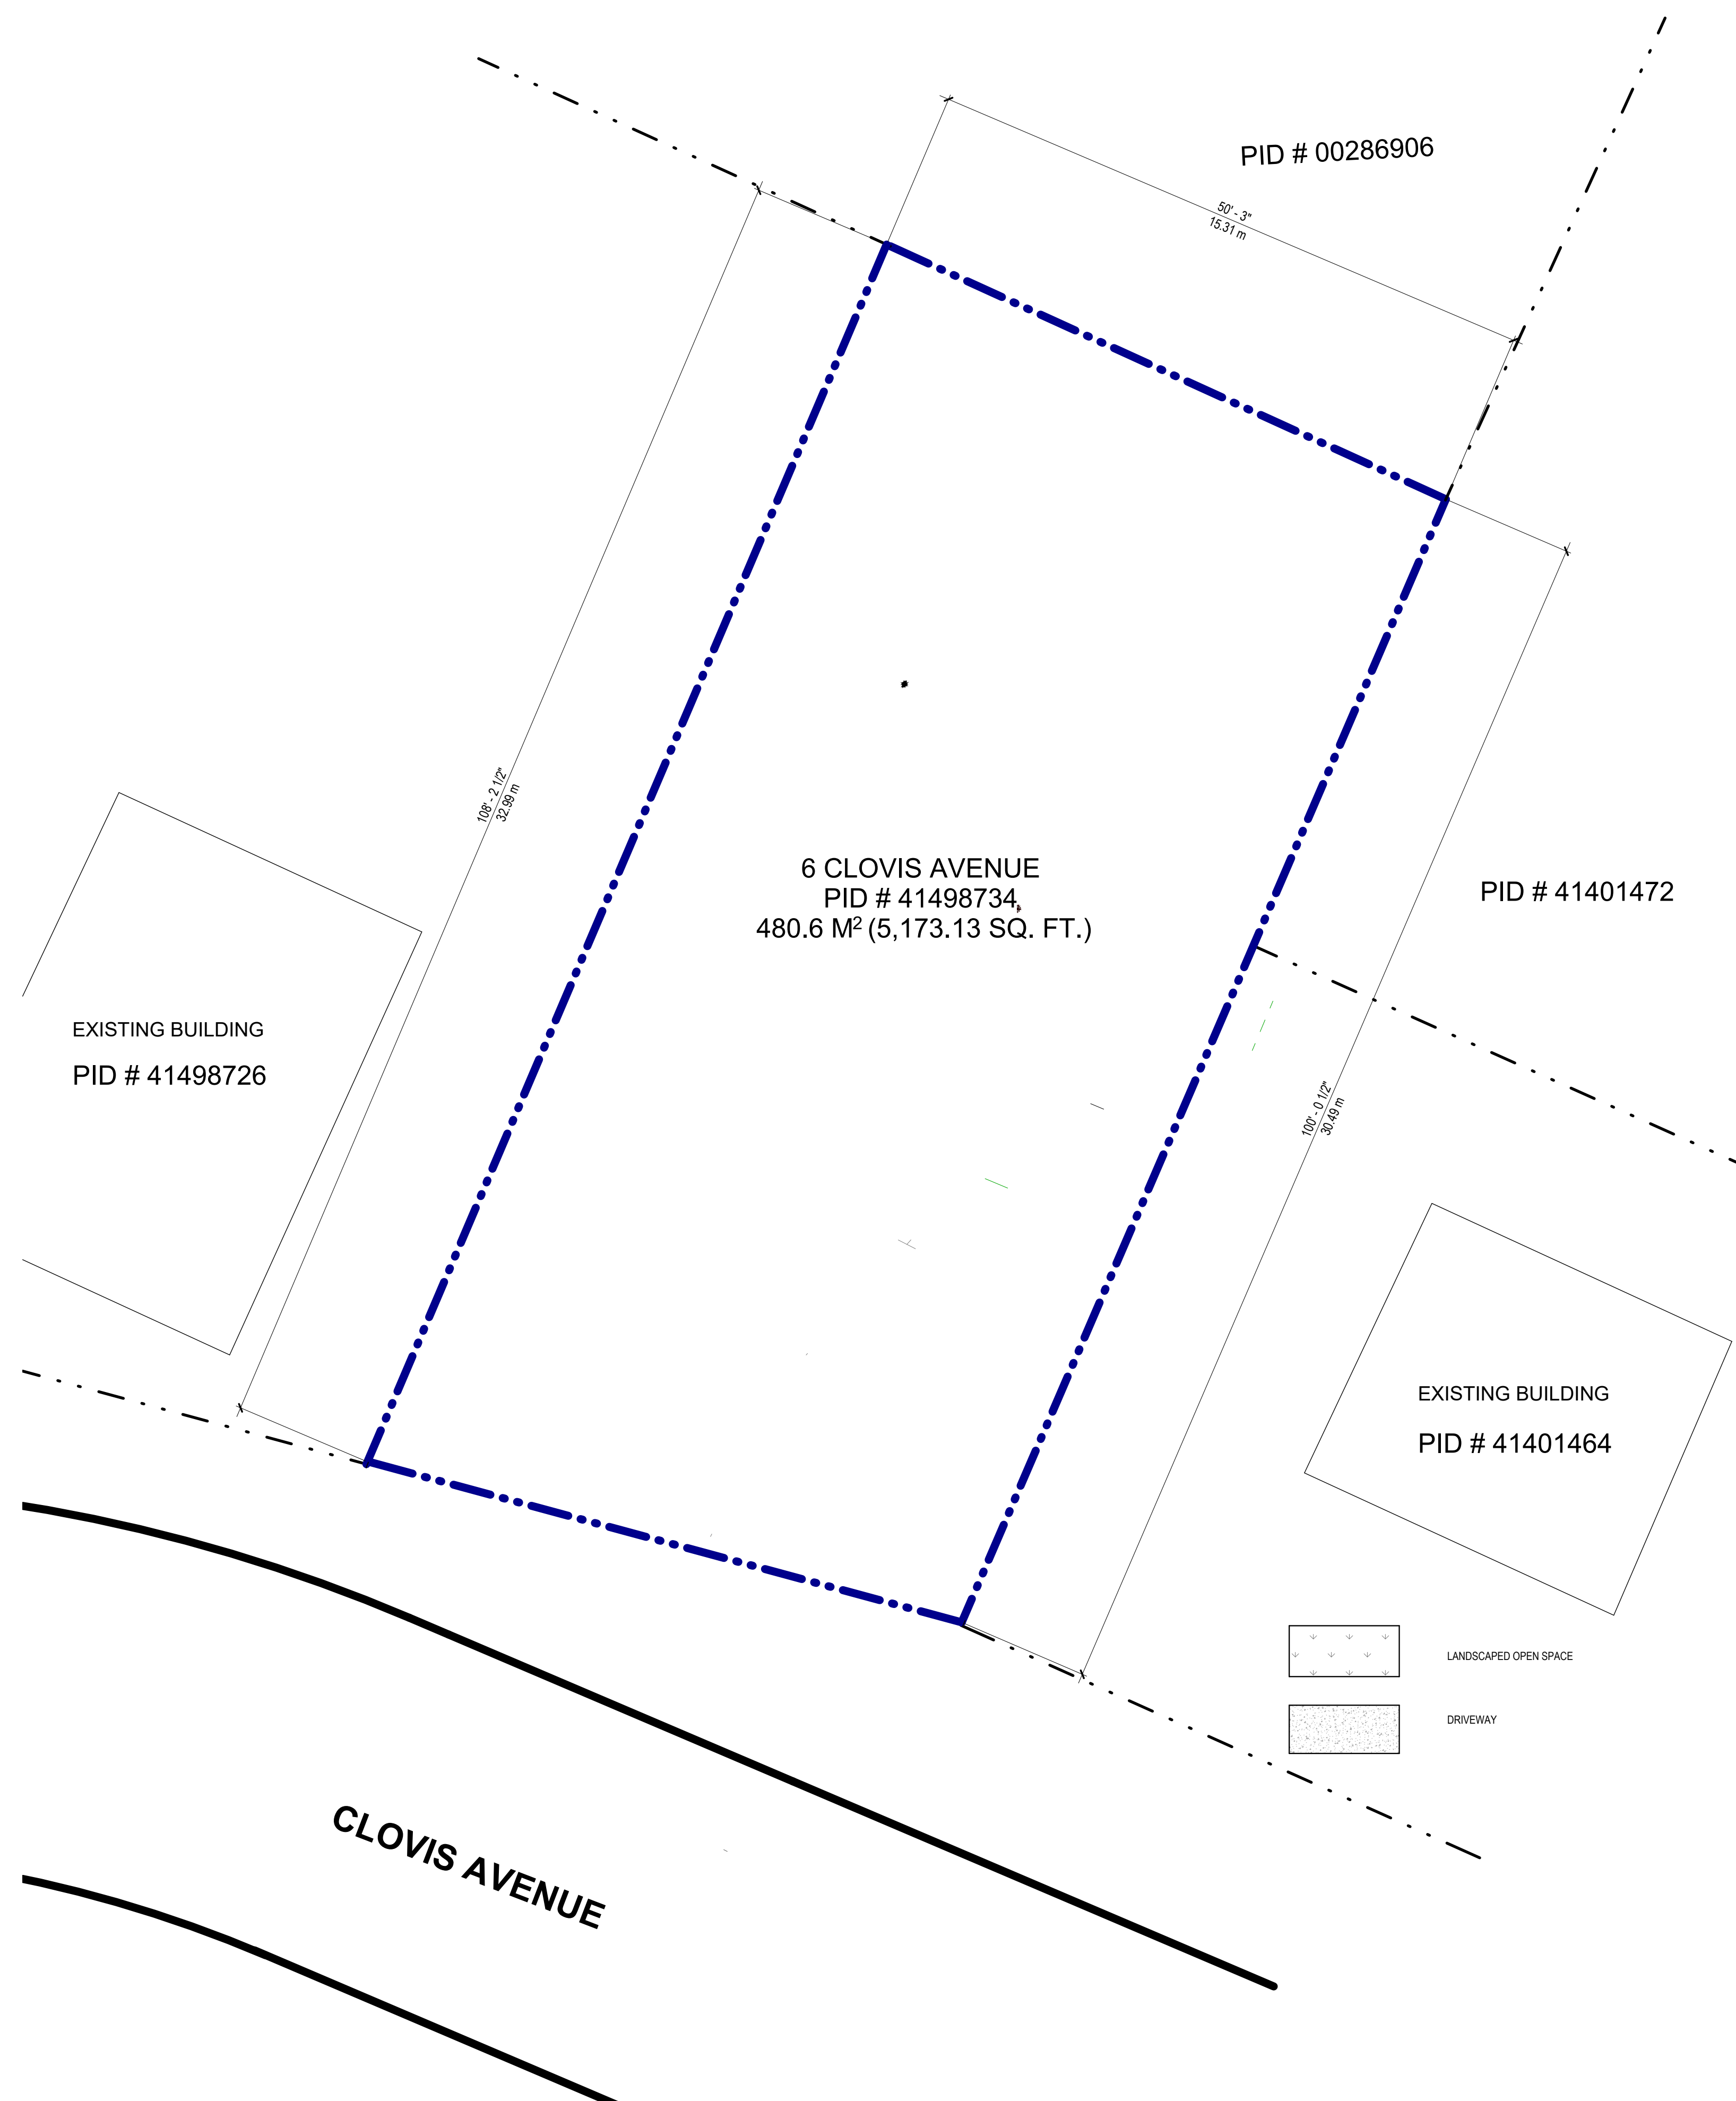 PID # 00286906
50' - 3"
15.31 m
108' - 2 1/2"
32.99 m
6 CLOVIS AVENUE
PID # 41498734
480.6 M² (5,173.13 SQ. FT.)
PID # 41401472
EXISTING BUILDING
PID # 41498726
100' - 0 1/2"
30.49 m
EXISTING BUILDING
PID # 41401464
LANDSCAPED OPEN SPACE
DRIVEWAY
CLOVIS AVENUE